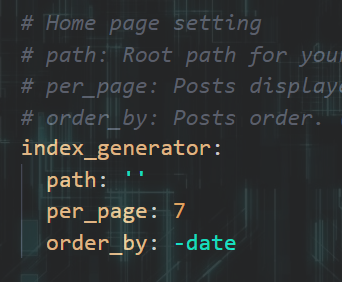 # Home page setting
# path: Root path for your
# per_page: Posts display
# order_by: Posts order.
index_generator:
  path: ''
  per_page: 7
  order_by: -date